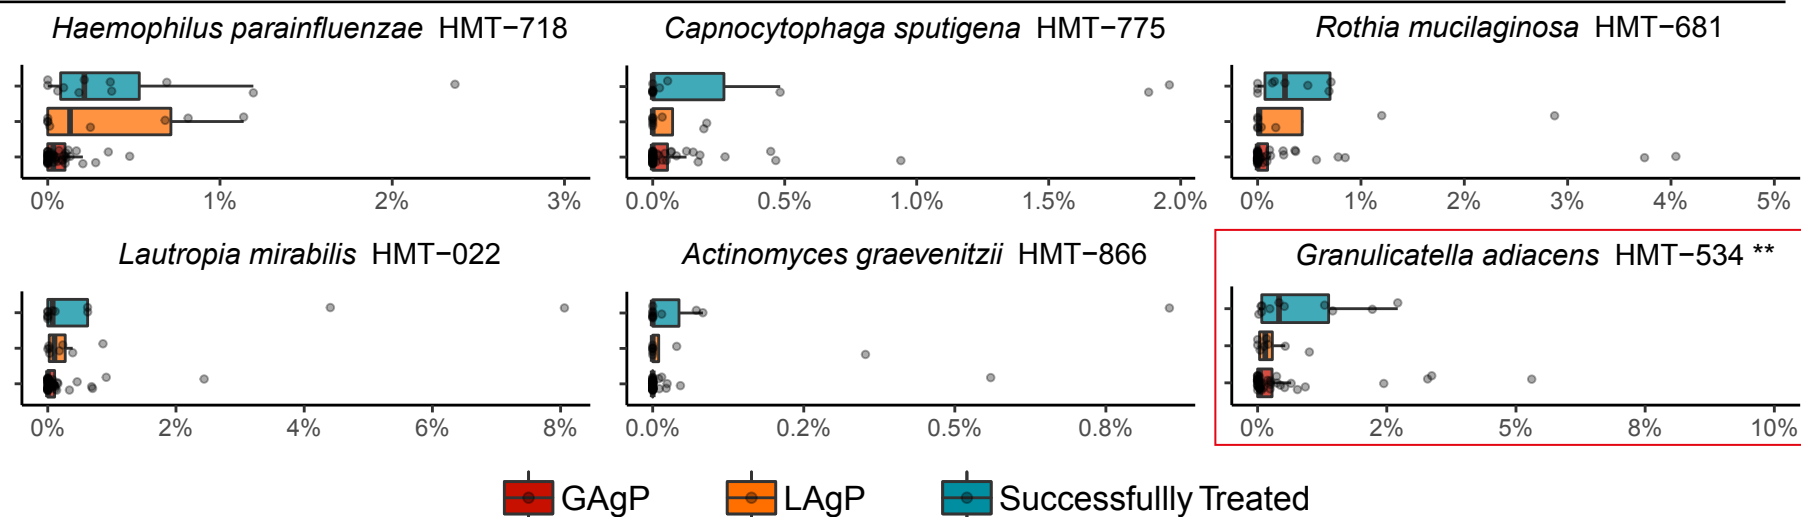 Haemophilus parainfluenzae HMT−718
Capnocytophaga sputigena HMT−775
Rothia mucilaginosa HMT−681
0% 1% 2% 3%
0.0% 0.5% 1.0% 1.5% 2.0%
0% 1% 2% 3% 4% 5%
Lautropia mirabilis HMT−022
Actinomyces graevenitzii HMT−866
Granulicatella adiacens HMT−534 **
0% 2% 4% 6% 8%
0.0% 0.2% 0.5% 0.8%
0% 2% 5% 8% 10%
GAgP LAgP Successfullly Treated